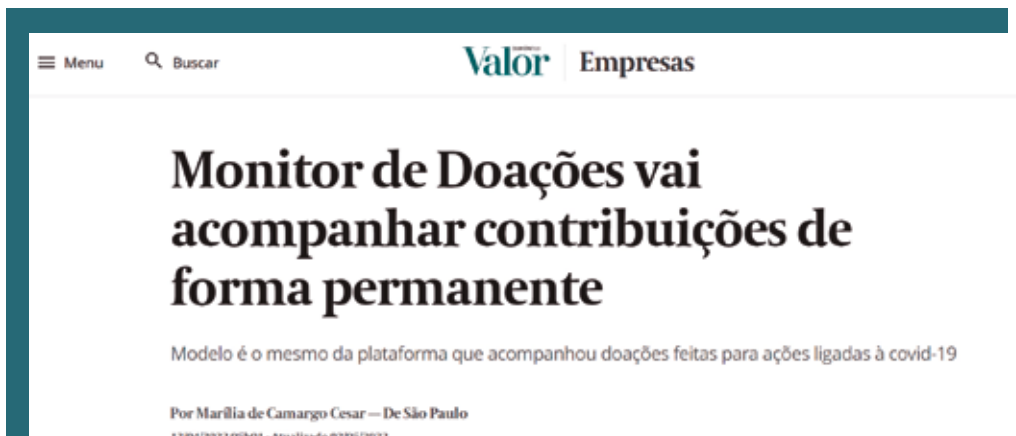 Menu Buscar Valor Empresas
Monitor de Doações vai
acompanhar contribuições de
forma permanente
Modelo é o mesmo da plataforma que acompanhou doações feitas para ações ligadas à covid-19
Por Marília de Camargo Cesar — De São Paulo